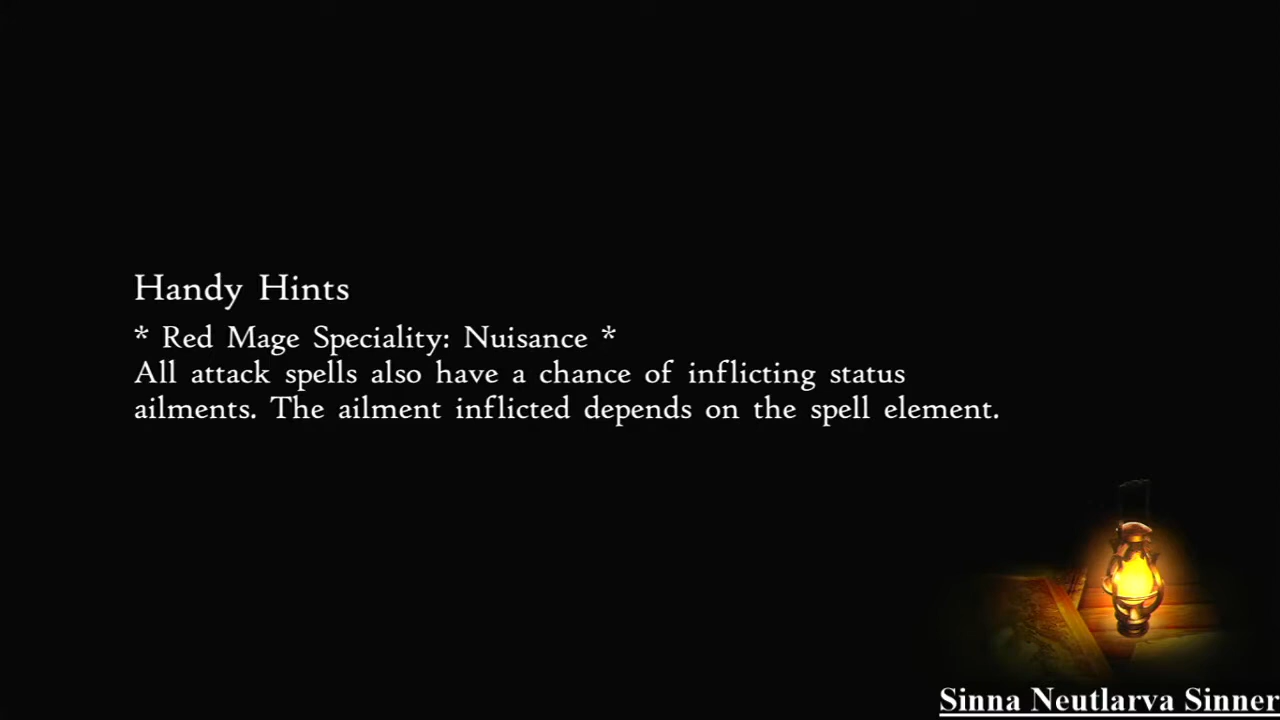 Handy Hints
* Red Mage Speciality: Nuisance *
All attack spells also have a chance of inflicting status
ailments. The ailment inflicted depends on the spell element.
Sinna Neutlarva Sinner